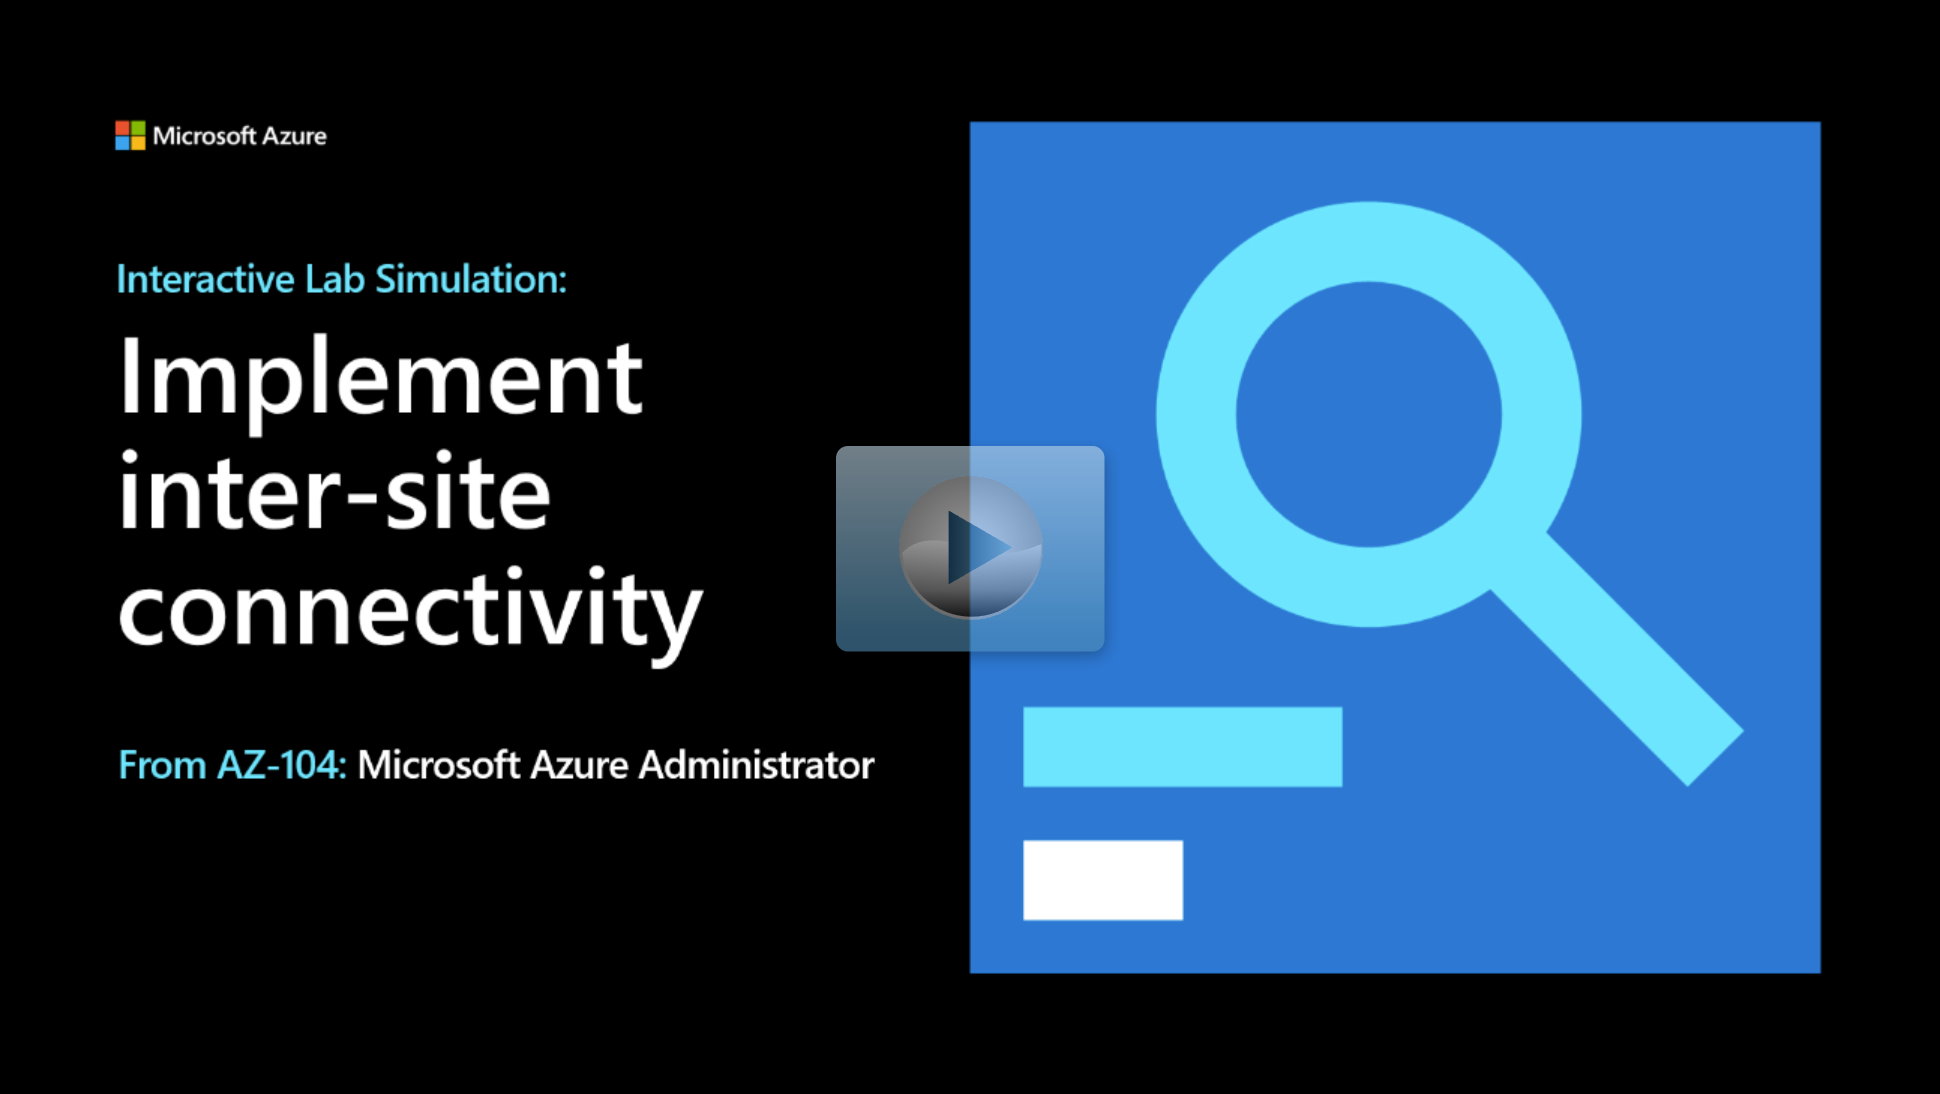 Microsoft Azure
Interactive Lab Simulation:
Implement
inter-site
connectivity
From AZ-104: Microsoft Azure Administrator